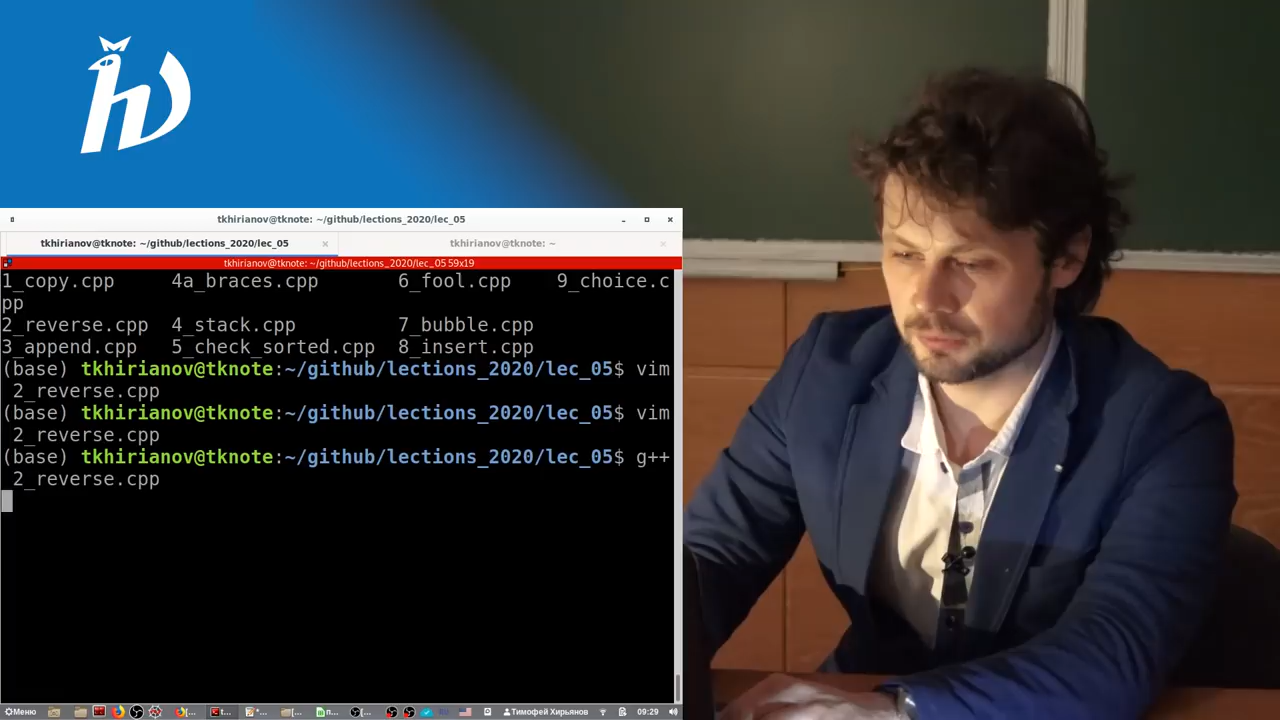 tkhirianov@tknote: ~/github/lections_2020/lec_05
tkhirianov@tknote: ~/github/lections_2020/lec_05
tkhirianov@tknote: ~
tkhirianov@tknote: ~/github/lections_2020/lec_05 59x19
1_copy.cpp 4a_braces.cpp 6_fool.cpp 9_choice.c
pp
2_reverse.cpp 4_stack.cpp 7_bubble.cpp
3_append.cpp 5_check_sorted.cpp 8_insert.cpp
(base) tkhirianov@tknote:~/github/lections_2020/lec_05$ vim
2_reverse.cpp
(base) tkhirianov@tknote:~/github/lections_2020/lec_05$ vim
2_reverse.cpp
(base) tkhirianov@tknote:~/github/lections_2020/lec_05$ g++
2_reverse.cpp
Меню
Тимофей Хирьянов
09:29